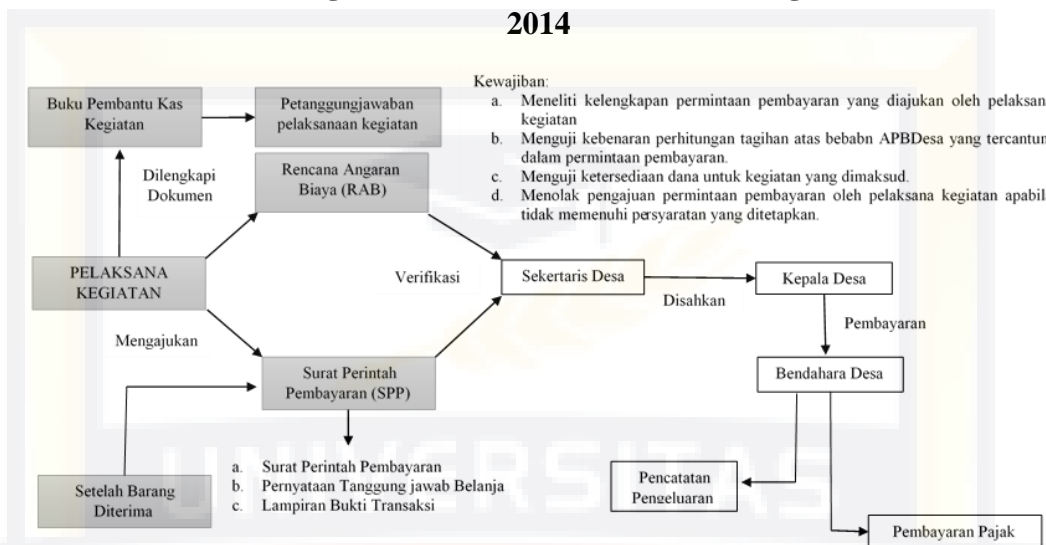 2014
Buku Pembantu Kas
Kegiatan
Petanggungjawaban
pelaksanaan kegiatan
Kewajiban:
a. Meneliti kelengkapan permintaan pembayaran yang diajukan oleh pelaksan
kegiatan
b. Menguji kebenaran perhitungan tagihan atas bebabn APBDesa yang tercantun
dalam permintaan pembayaran.
c. Menguji ketersediaan dana untuk kegiatan yang dimaksud.
d. Menolak pengajuan permintaan pembayaran oleh pelaksana kegiatan apabil
tidak memenuhi persyaratan yang ditetapkan.
Dilengkapi
Dokumen
Rencana Angaran
Biaya (RAB)
PELAKSANA
KEGIATAN
Verifikasi
Sekertaris Desa
Disahkan
Kepala Desa
Mengajukan
Pembayaran
Surat Perintah
Pembayaran (SPP)
Bendahara Desa
Setelah Barang
Diterima
a. Surat Perintah Pembayaran
b. Pernyataan Tanggung jawab Belanja
c. Lampiran Bukti Transaksi
Pencatatan
Pengeluaran
Pembayaran Pajak
UNIVERSITAS